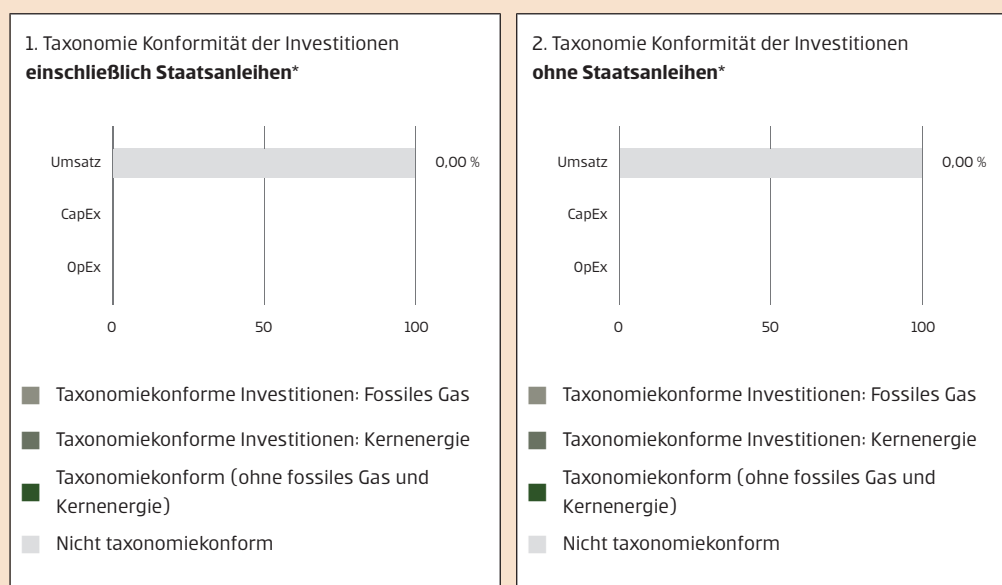 1. Taxonomie Konformität der Investitionen
einschließlich Staatsanleihen*
Umsatz
0,00 %
CapEx
OpEx
0
50
100
Taxonomiekonforme Investitionen: Fossiles Gas
Taxonomiekonforme Investitionen: Kernenergie
Taxonomiekonform (ohne fossiles Gas und
Kernenergie)
Nicht taxonomiekonform
2. Taxonomie Konformität der Investitionen
ohne Staatsanleihen*
Umsatz
0,00 %
CapEx
OpEx
0
50
100
Taxonomiekonforme Investitionen: Fossiles Gas
Taxonomiekonforme Investitionen: Kernenergie
Taxonomiekonform (ohne fossiles Gas und
Kernenergie)
Nicht taxonomiekonform